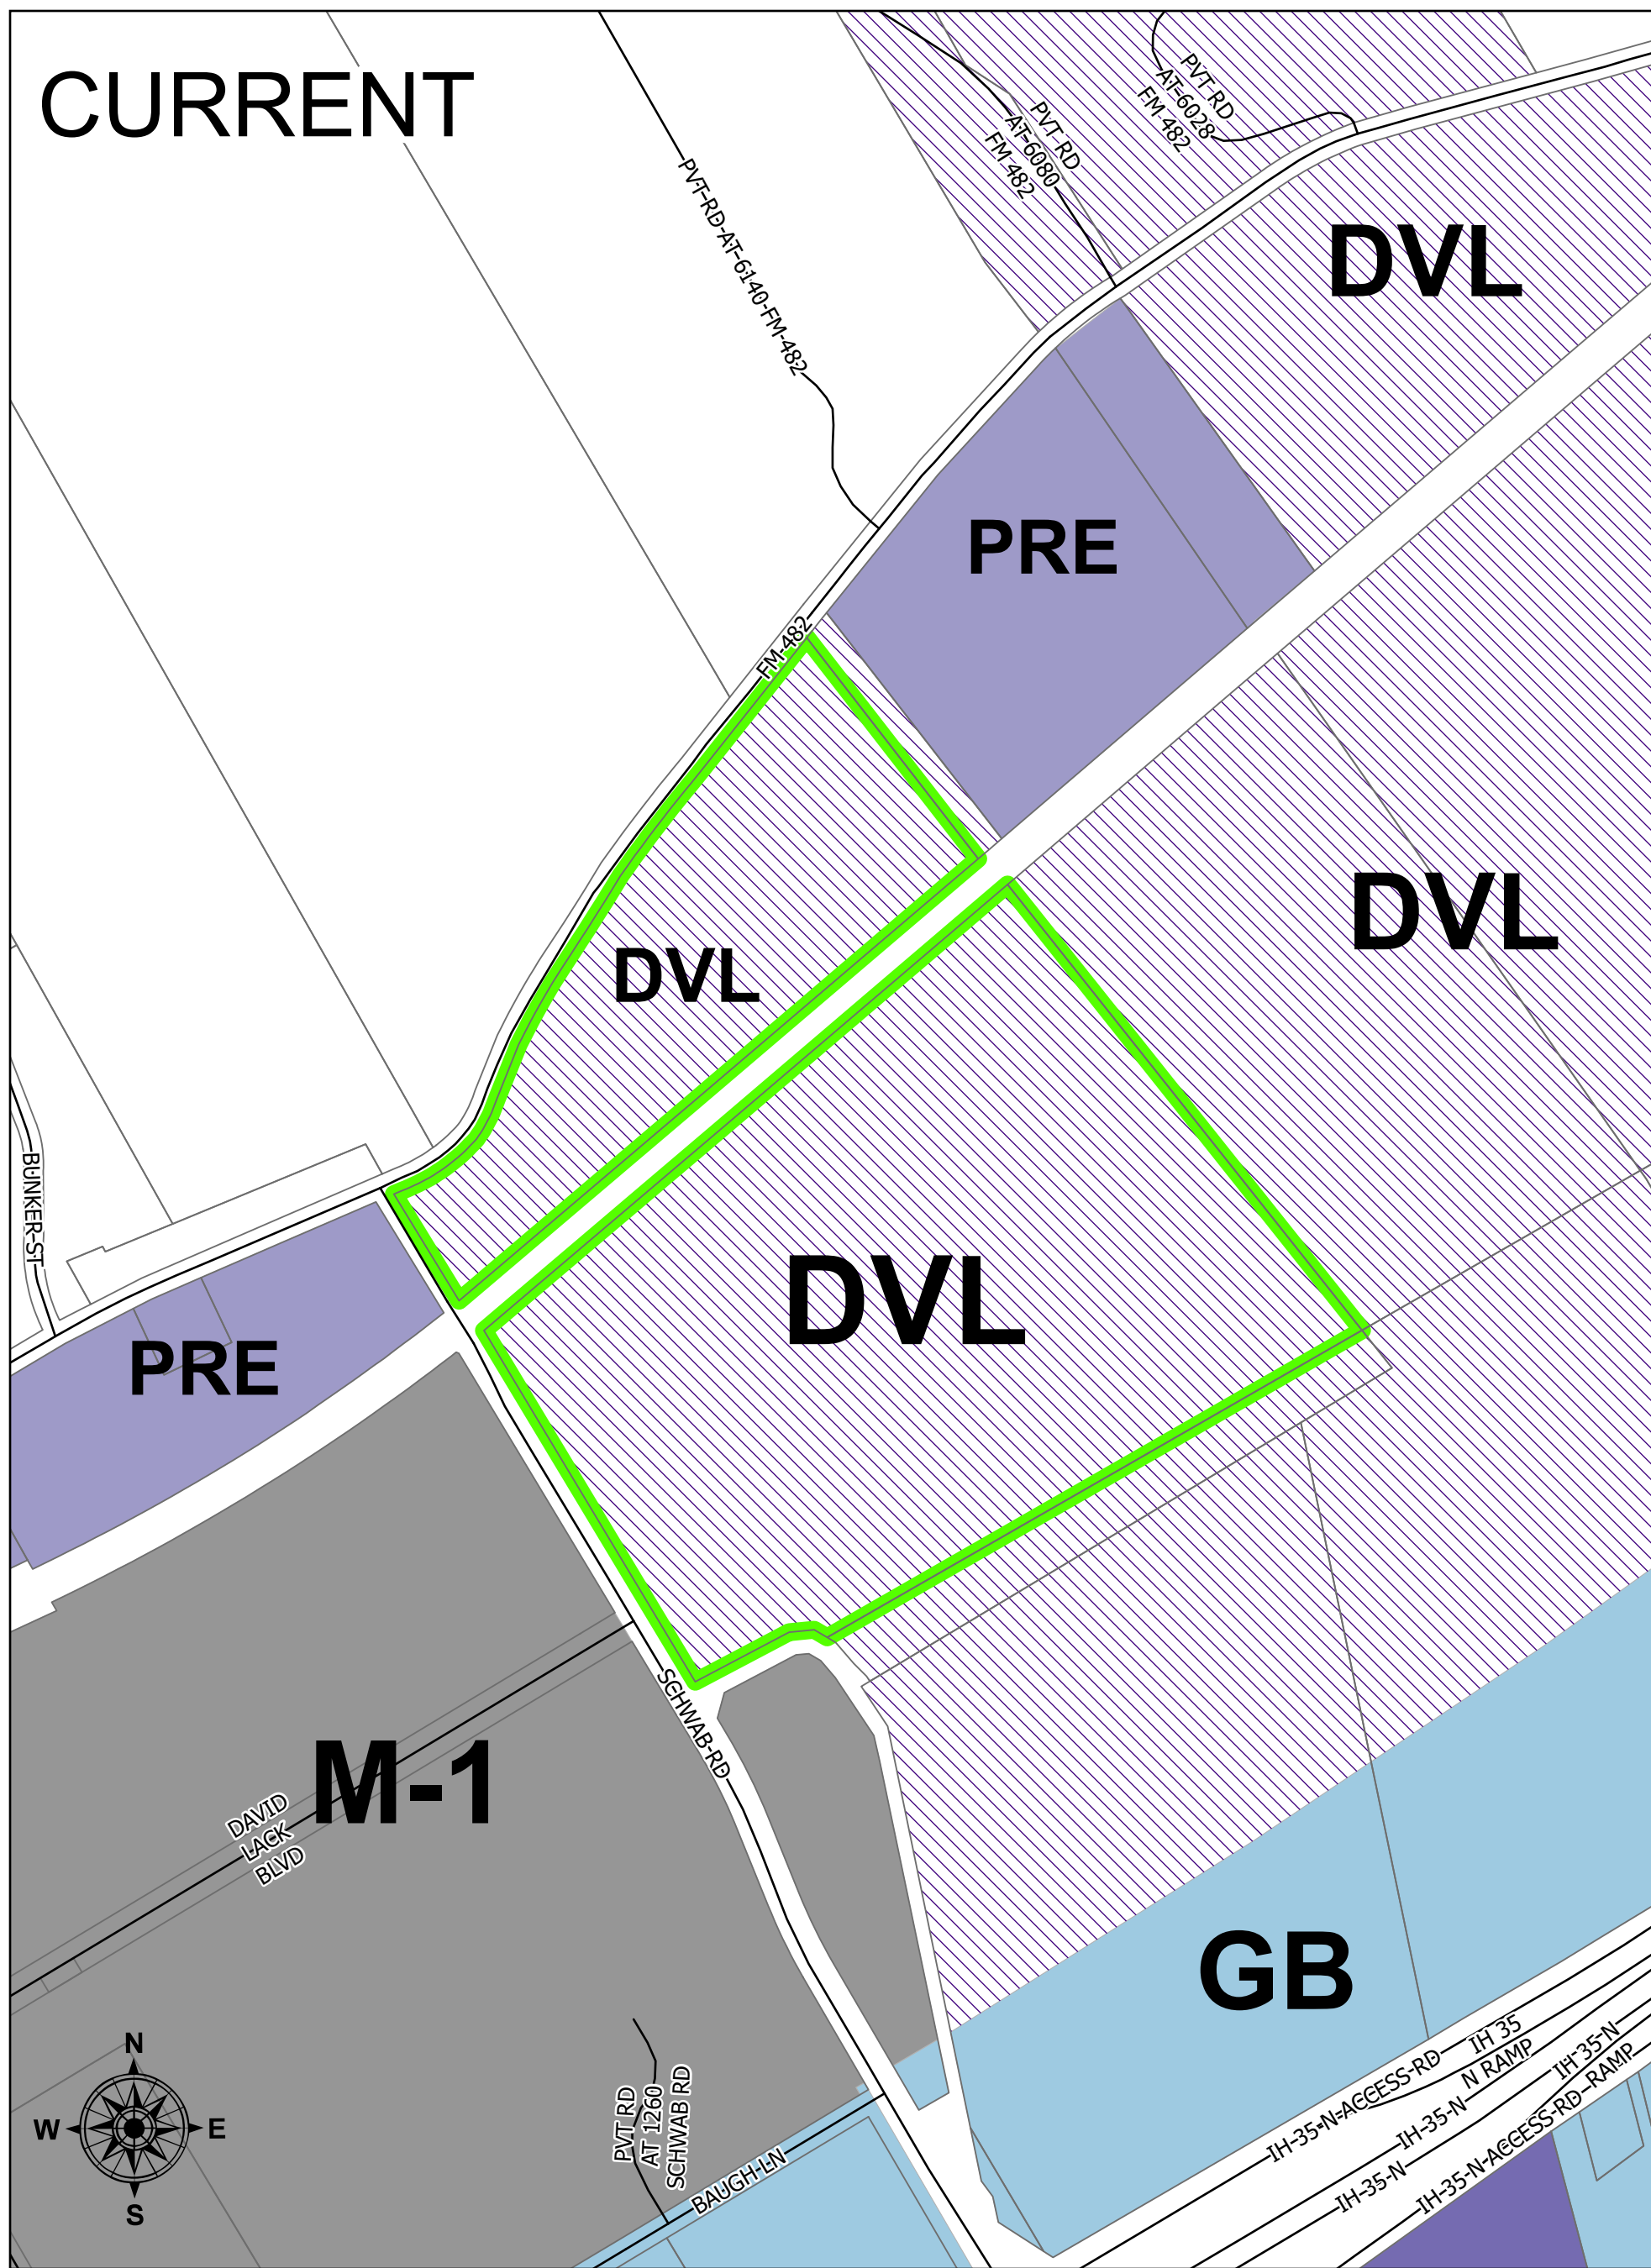 CURRENT
PVT RD
AT 6028
FM 482
PVT RD
AT 6080
FM 482
PVT-RD-AT-6140-FM-482
DVL
PRE
FM-482
DVL
DVL
BUNKER-ST
DVL
PRE
SCHWAB-RD
M-1
DAVID
LACK
BLVD
GB
N
W
E
S
PVT RD
AT 1260
SCHWAB RD
BAUGH-LN
IH-35-N-ACCESS-RD
IH 35
N RAMP
IH-35-N
IH-35-N
IH-35-N
IH-35-N-ACCESS-RD-RAMP